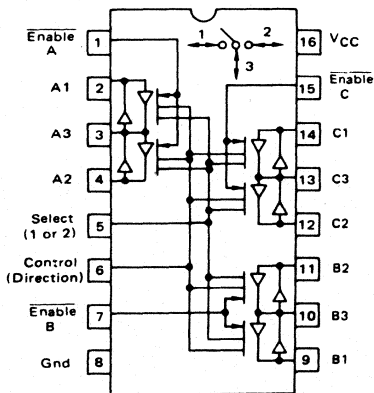 Enable
A
1
A1
2
A3
3
A2
4
Select
(1 or 2)
5
Control
(Direction)
6
Enable
B
7
Gnd
8
1
2
3
16
VCC
15
Enable
C
14
C1
13
C3
12
C2
11
B2
10
B3
9
B1